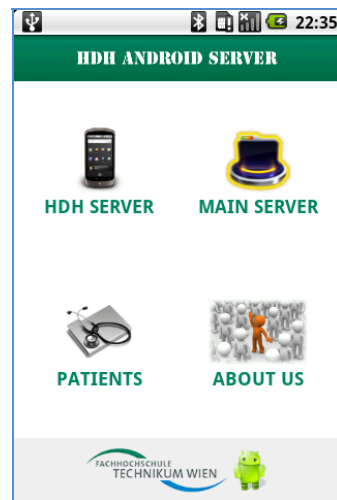 22:35
HDH ANDROID SERVER
HDH SERVER
MAIN SERVER
PATIENTS
ABOUT US
FACHHOCHSCHULE
TECHNIKUM WIEN